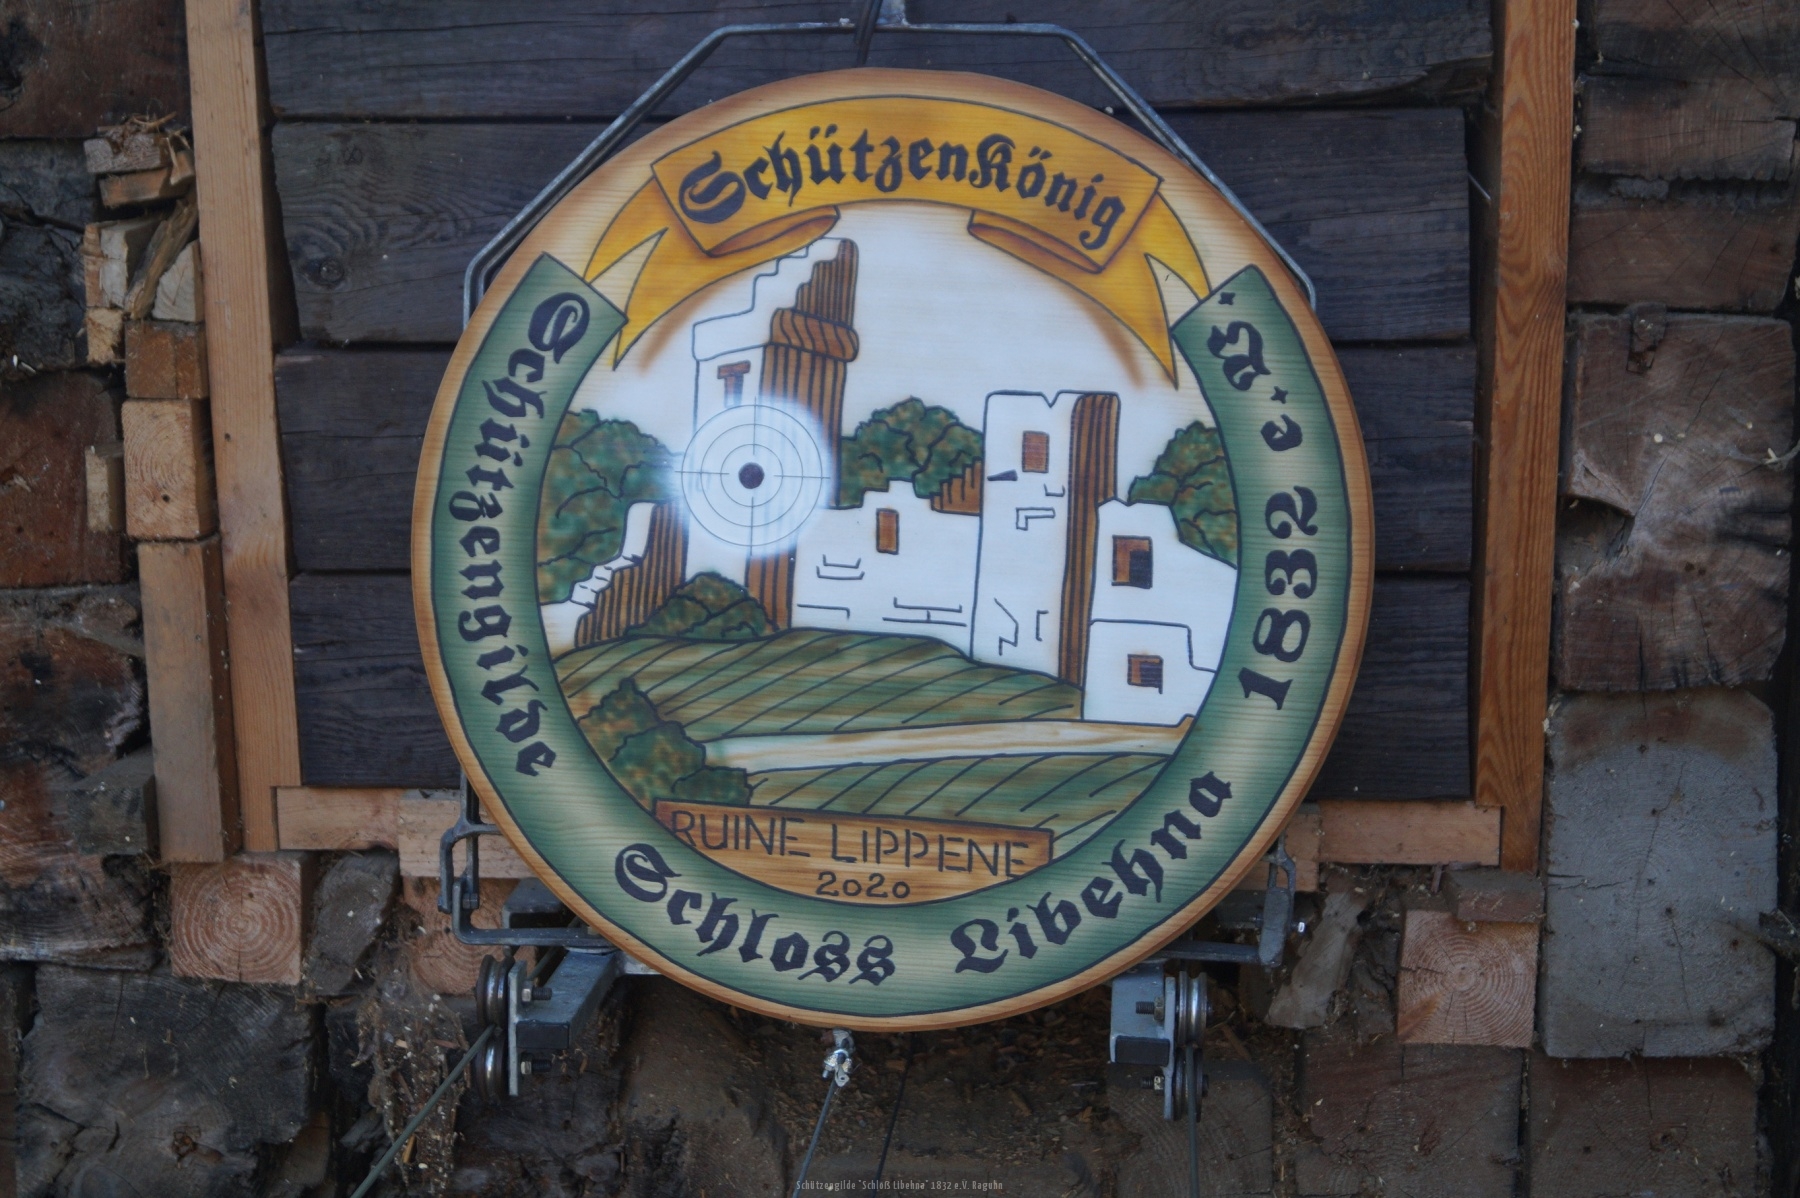 SchützenKönig
Schützengilde
Schloss Libehna
1832 e.V.
RUINE LIPPENE
2020
Schützengilde "Schloß Libehna" 1832 e.V. Raguhn